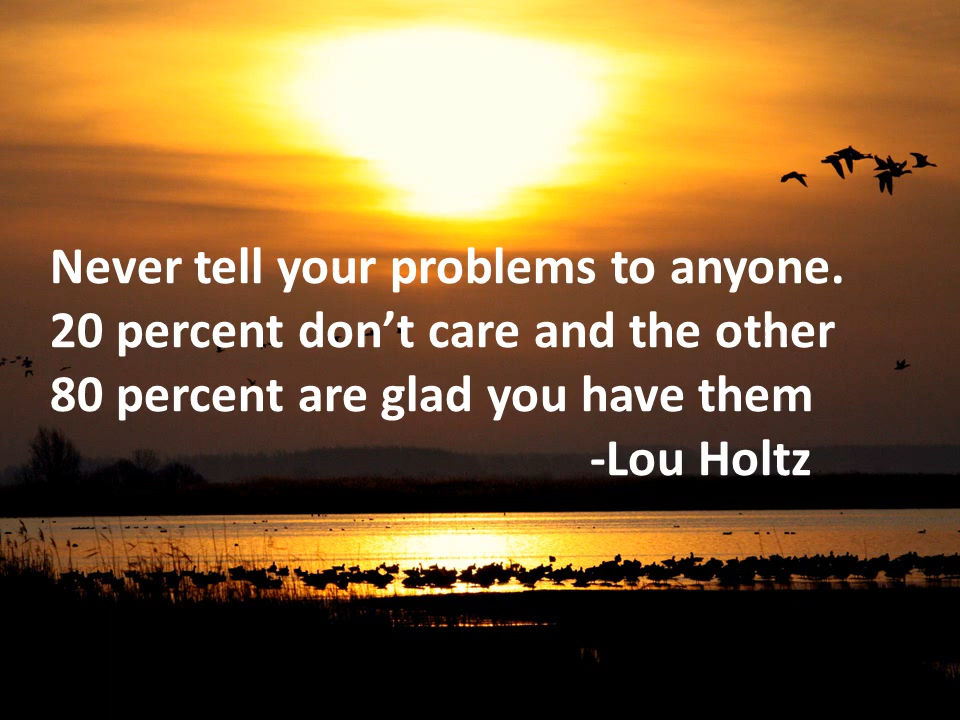 Never tell your problems to anyone.
20 percent don’t care and the other
80 percent are glad you have them
-Lou Holtz